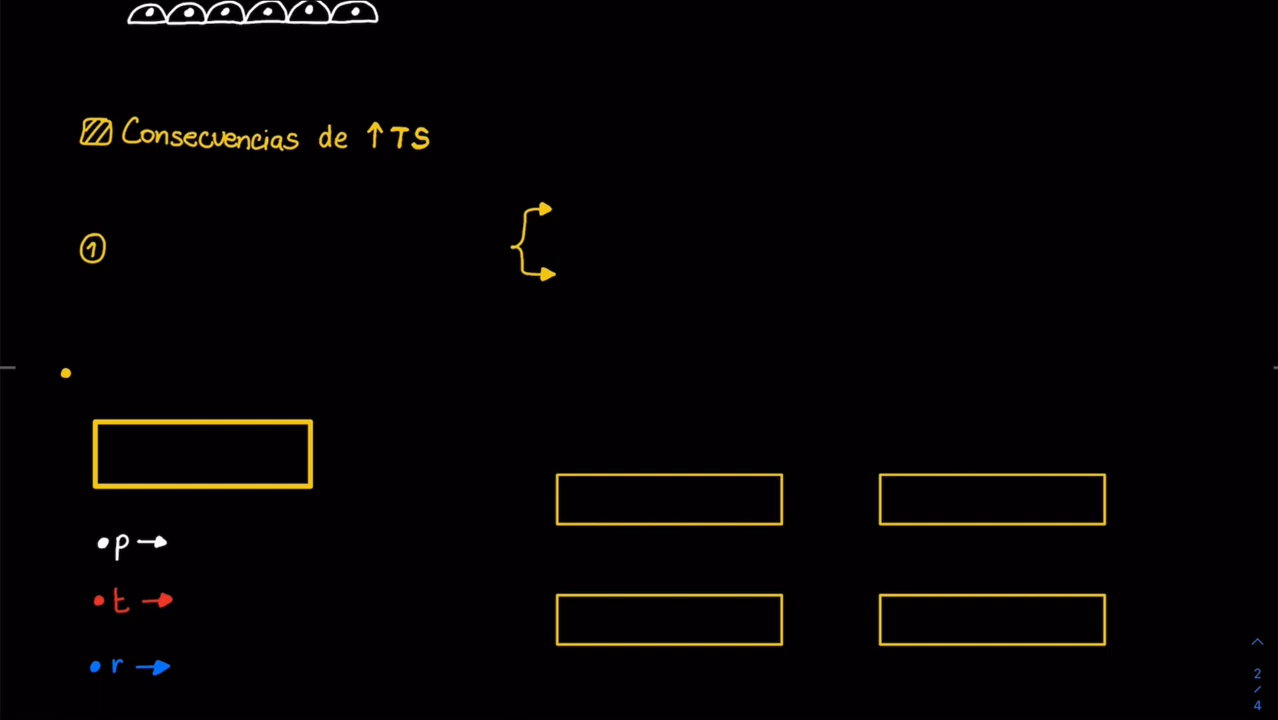 Consecuencias de ↑ TS
①
• p →
• t →
• r →
2
/
4